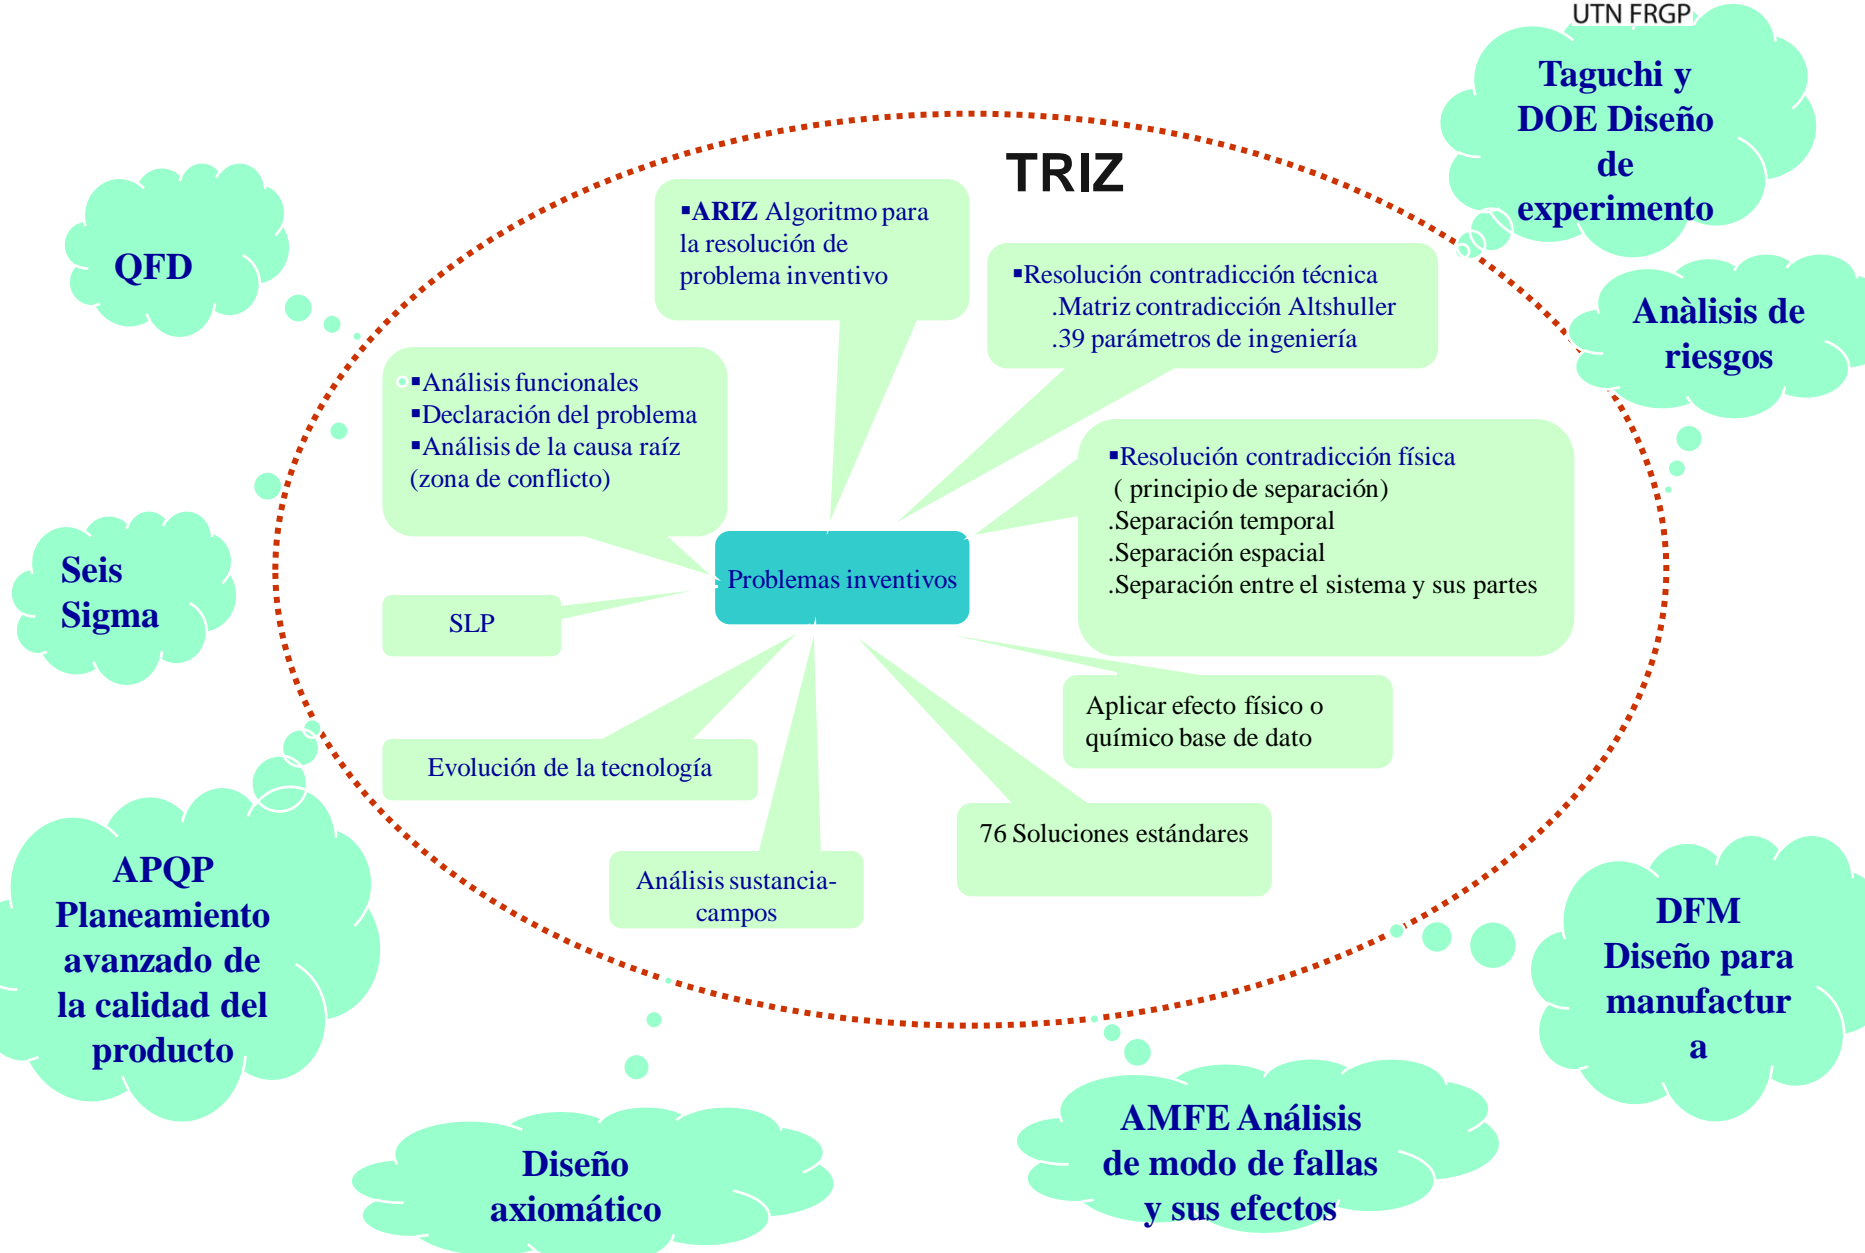 UTN FRGP
Taguchi y
DOE Diseño
de
experimento
TRIZ
▪ARIZ Algoritmo para
la resolución de
problema inventivo
QFD
▪Resolución contradicción técnica
.Matriz contradicción Altshuller
.39 parámetros de ingeniería
Anàlisis de
riesgos
▪Análisis funcionales
▪Declaración del problema
▪Análisis de la causa raíz
(zona de conflicto)
▪Resolución contradicción física
( principio de separación)
.Separación temporal
.Separación espacial
.Separación entre el sistema y sus partes
Seis
Sigma
Problemas inventivos
SLP
Aplicar efecto físico o
químico base de dato
Evolución de la tecnología
76 Soluciones estándares
Análisis sustancia-
campos
APQP
Planeamiento
avanzado de
la calidad del
producto
DFM
Diseño para
manufactur
a
Diseño
axiomático
AMFE Análisis
de modo de fallas
y sus efectos